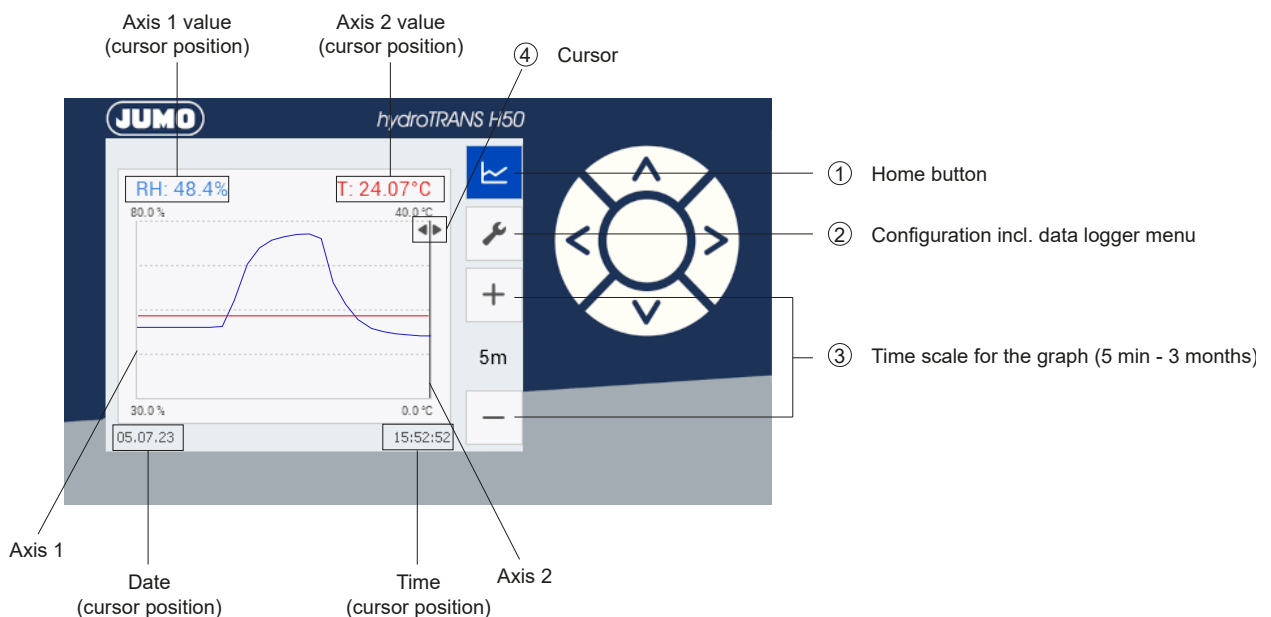 Axis 1 value
(cursor position)
Axis 2 value
(cursor position)
④ Cursor
JUMO
hydroTRANS H50
RH: 48.4%
T: 24.07°C
80.0 %
40.0 °C
① Home button
② Configuration incl. data logger menu
5m
③ Time scale for the graph (5 min - 3 months)
30.0 %
0.0 °C
05.07.23
15:52:52
Axis 1
Axis 2
Date
(cursor position)
Time
(cursor position)